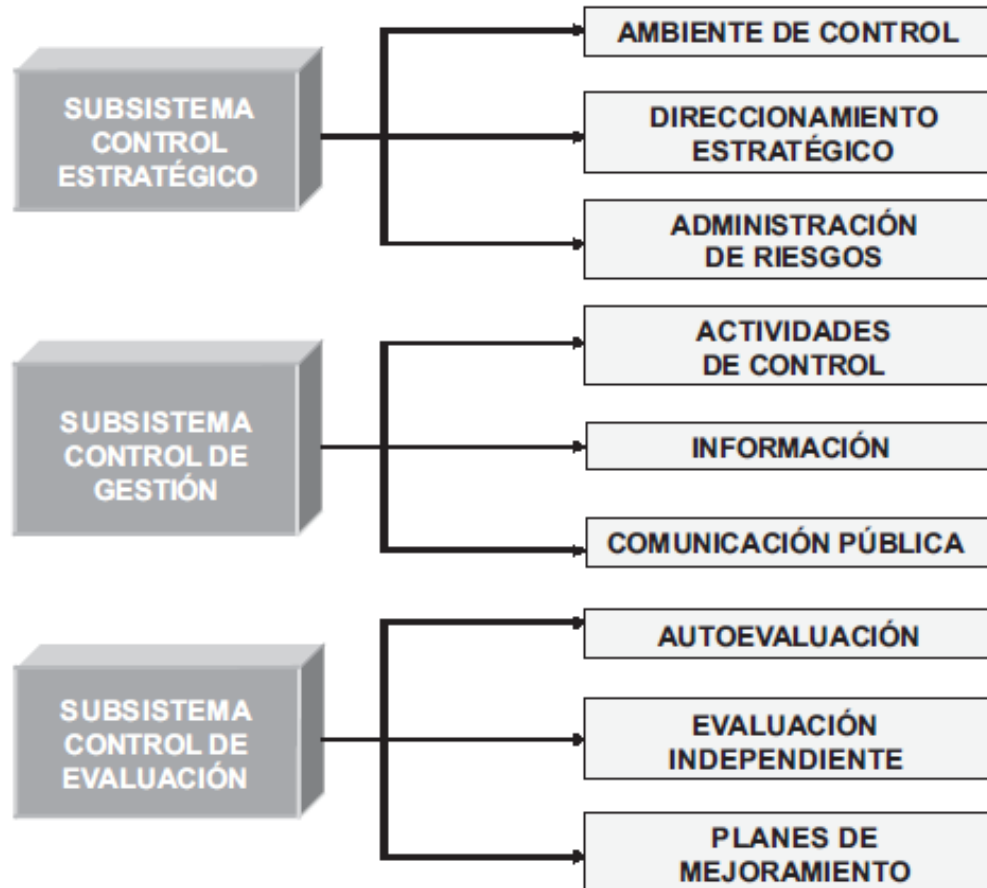 SUBSISTEMA
CONTROL
ESTRATÉGICO
AMBIENTE DE CONTROL
DIRECCIONAMIENTO
ESTRATÉGICO
ADMINISTRACIÓN
DE RIESGOS
SUBSISTEMA
CONTROL DE
GESTIÓN
ACTIVIDADES
DE CONTROL
INFORMACIÓN
COMUNICACIÓN PÚBLICA
SUBSISTEMA
CONTROL DE
EVALUACIÓN
AUTOEVALUACIÓN
EVALUACIÓN
INDEPENDIENTE
PLANES DE
MEJORAMIENTO